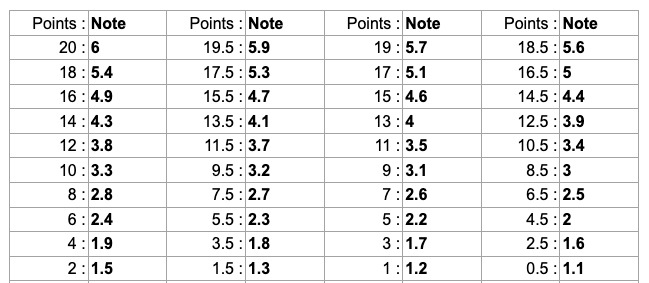 Points : Note Points : Note Points : Note Points : Note
20 : 6 19.5 : 5.9 19 : 5.7 18.5 : 5.6
18 : 5.4 17.5 : 5.3 17 : 5.1 16.5 : 5
16 : 4.9 15.5 : 4.7 15 : 4.6 14.5 : 4.4
14 : 4.3 13.5 : 4.1 13 : 4 12.5 : 3.9
12 : 3.8 11.5 : 3.7 11 : 3.5 10.5 : 3.4
10 : 3.3 9.5 : 3.2 9 : 3.1 8.5 : 3
8 : 2.8 7.5 : 2.7 7 : 2.6 6.5 : 2.5
6 : 2.4 5.5 : 2.3 5 : 2.2 4.5 : 2
4 : 1.9 3.5 : 1.8 3 : 1.7 2.5 : 1.6
2 : 1.5 1.5 : 1.3 1 : 1.2 0.5 : 1.1